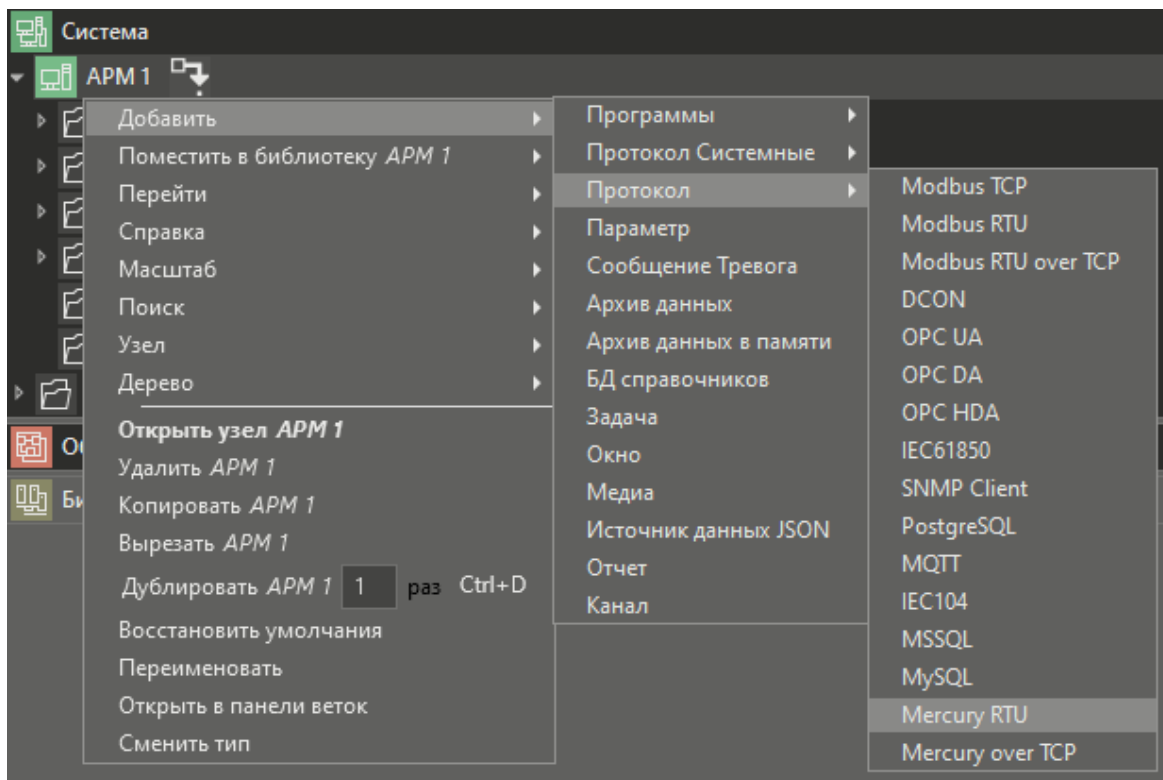 Система
АРМ 1
Добавить
Поместить в библиотеку АРМ 1
Перейти
Справка
Масштаб
Поиск
Узел
Дерево
Открыть узел АРМ 1
Удалить АРМ 1
Копировать АРМ 1
Вырезать АРМ 1
Дублировать АРМ 1 1 раз Ctrl+D
Восстановить умолчания
Переименовать
Открыть в панели веток
Сменить тип
Программы
Протокол Системные
Протокол
Параметр
Сообщение Тревога
Архив данных
Архив данных в памяти
БД справочников
Задача
Окно
Медиа
Источник данных JSON
Отчет
Канал
Modbus TCP
Modbus RTU
Modbus RTU over TCP
DCON
OPC UA
OPC DA
OPC HDA
IEC61850
SNMP Client
PostgreSQL
MQTT
IEC104
MSSQL
MySQL
Mercury RTU
Mercury over TCP